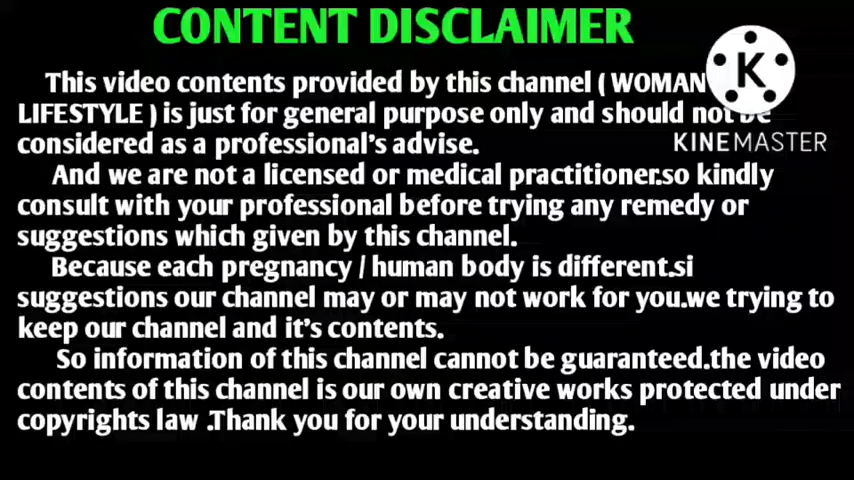 CONTENT DISCLAIMER
This video contents provided by this channel ( WOMAN
LIFESTYLE ) is just for general purpose only and should not be
considered as a professional's advise.
And we are not a licensed or medical practitioner.so kindly
consult with your professional before trying any remedy or
suggestions which given by this channel.
Because each pregnancy / human body is different.si
suggestions our channel may or may not work for you.we trying to
keep our channel and it's contents.
So information of this channel cannot be guaranteed.the video
contents of this channel is our own creative works protected under
copyrights law .Thank you for your understanding.
K
KINEMASTER